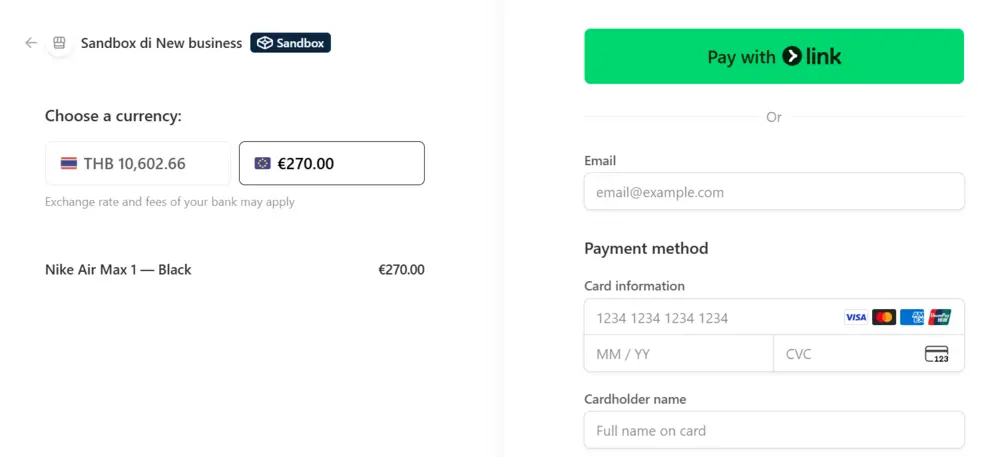 Sandbox di New business Sandbox
Choose a currency:
THB 10,602.66
€270.00
Exchange rate and fees of your bank may apply
Nike Air Max 1 — Black €270.00
Pay with link
Or
Email
email@example.com
Payment method
Card information
1234 1234 1234 1234 VISA
MM / YY
CVC 123
Cardholder name
Full name on card